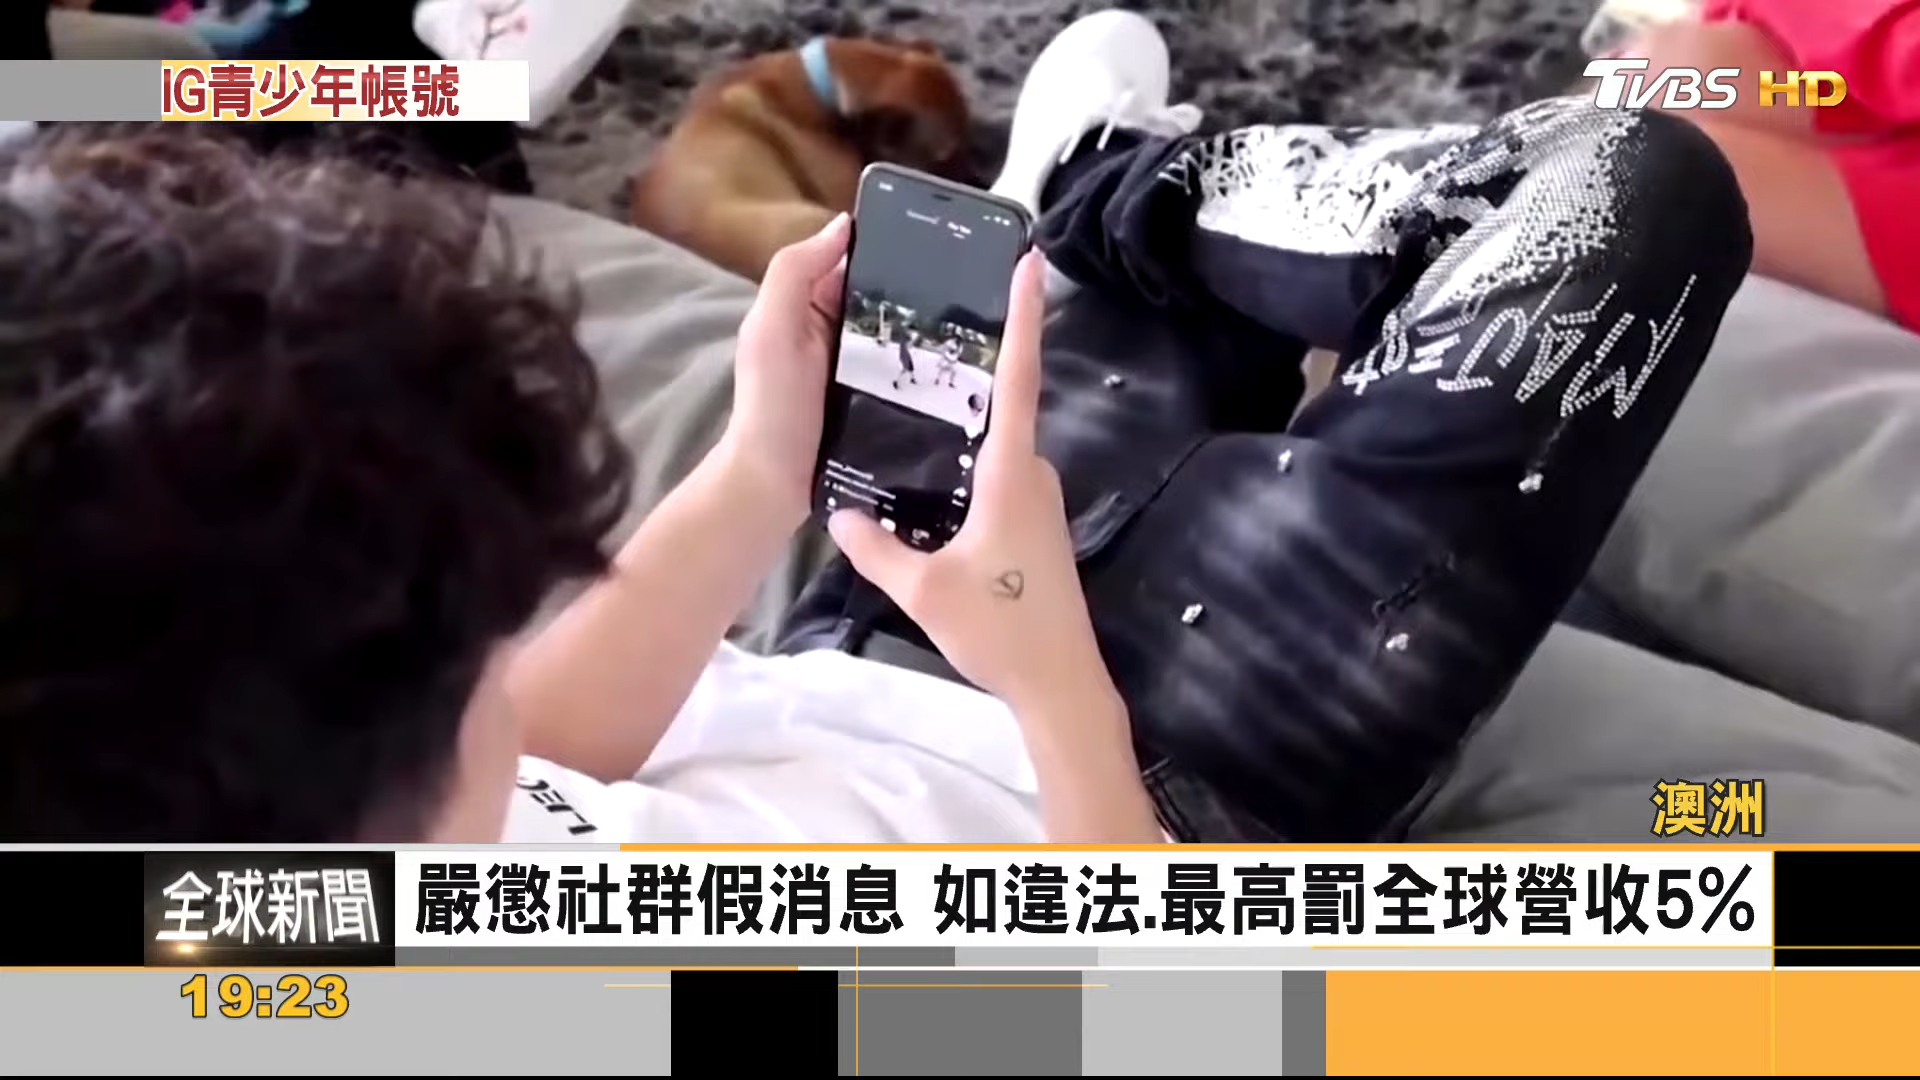 IG青少年帳號
TVBS HD
MAJEST
澳洲
全球新聞
嚴懲社群假消息 如違法.最高罰全球營收5%
19:23